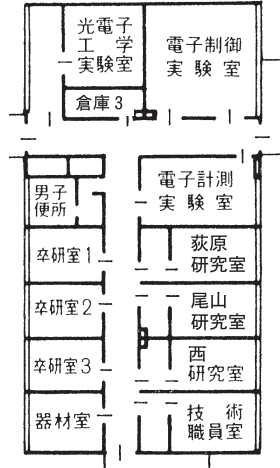 光電子
工学
実験室
電子制御
実験室
倉庫3
男子
便所
電子計測
実験室
卒研室1
荻原
研究室
卒研室2
尾山
研究室
卒研室3
西
研究室
器材室
技術
職員室